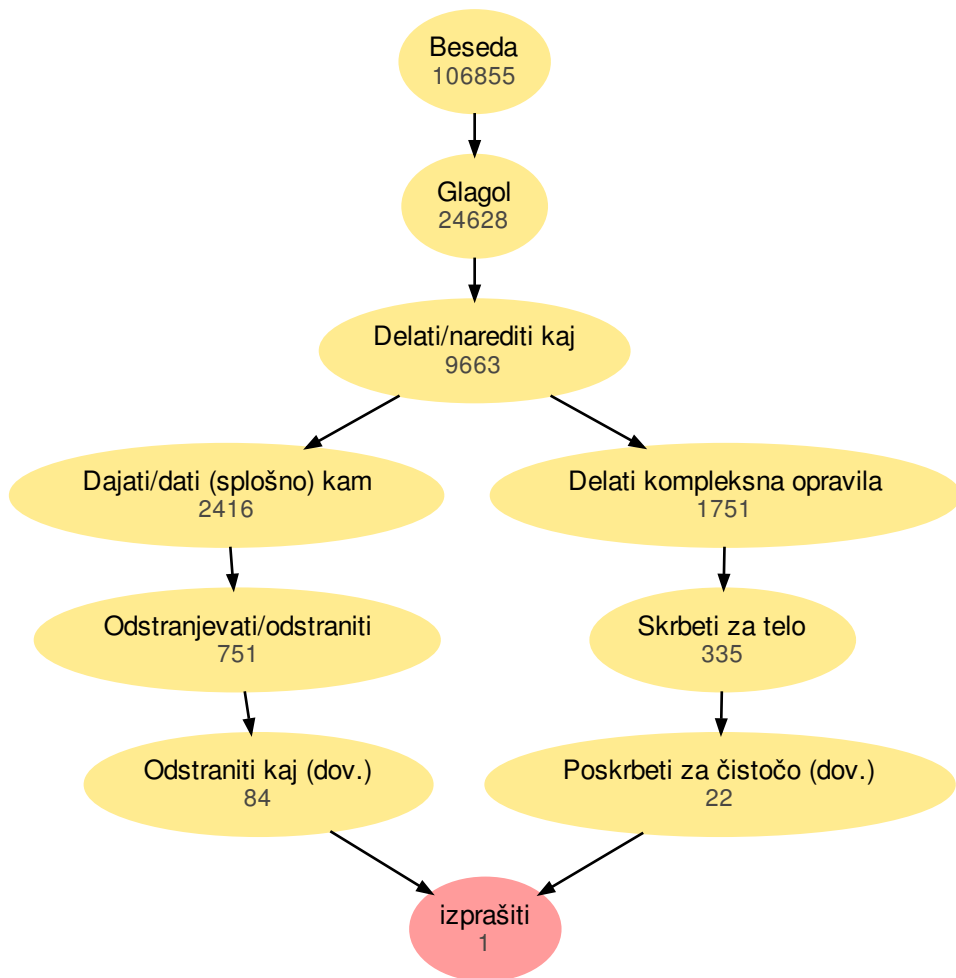 Beseda
106855
Glagol
24628
Delati/narediti kaj
9663
Dajati/dati (splošno) kam
2416
Delati kompleksna opravila
1751
Odstranjevati/odstraniti
751
Skrbeti za telo
335
Odstraniti kaj (dov.)
84
Poskrbeti za čistočo (dov.)
22
izprašiti
1